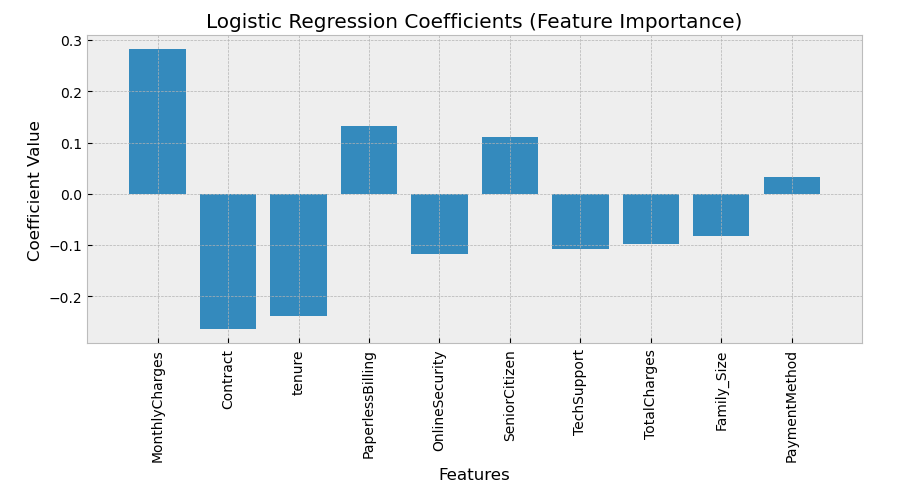 Logistic Regression Coefficients (Feature Importance)
0.3
0.2
0.1
0.0
−0.1
−0.2
Coefficient Value
MonthlyCharges
Contract
tenure
PaperlessBilling
OnlineSecurity
SeniorCitizen
TechSupport
TotalCharges
Family_Size
PaymentMethod
Features